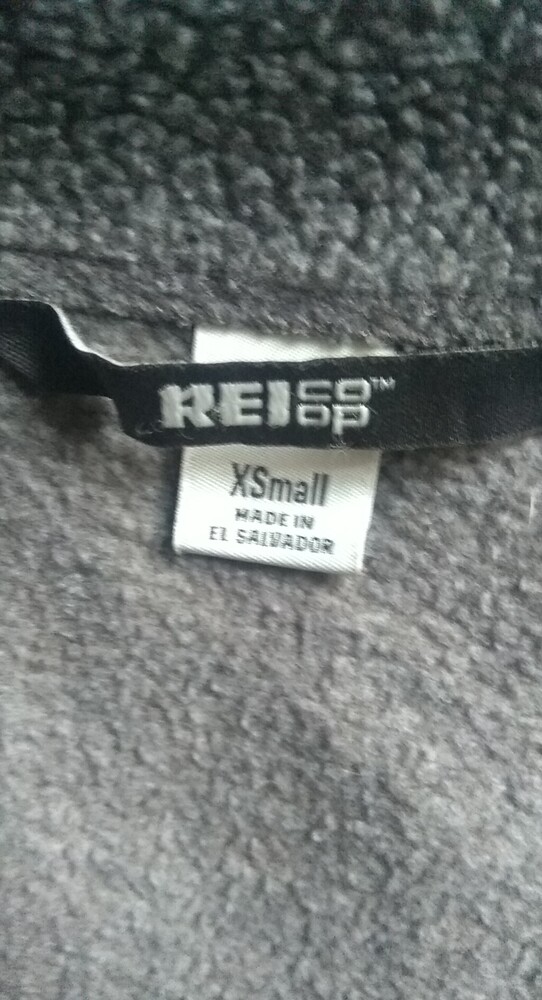 REI co op™
XSmall
MADE IN
EL SALVADOR